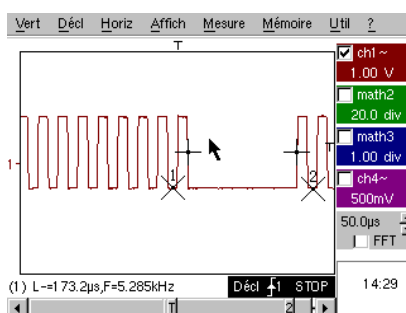 Vert Décl Horiz Affich Mesure Mémoire Util ?
T
ch1 ~
1.00 V
math2
20.0 div
math3
1.00 div
ch4~
500mV
1-
T
1
2
50.0µs
FFT
(1) L-=173.2µs,F=5.285kHz
Décl 1 STOP
14:29
T
2